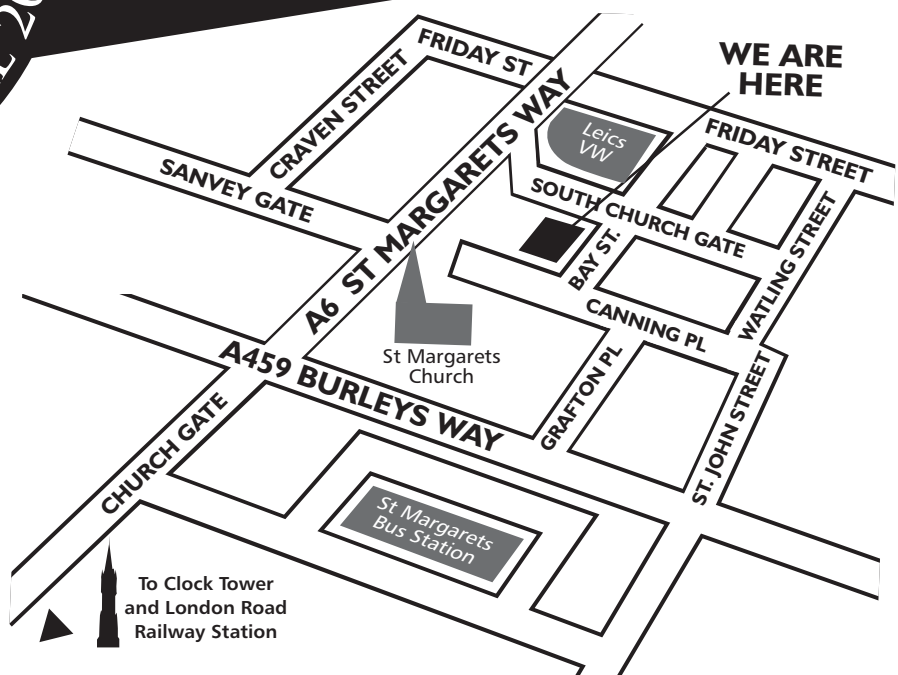 FRIDAY ST
WE ARE
HERE
CRAVEN STREET
A6 ST MARGARETS WAY
Leics
VW
FRIDAY STREET
SANVEY GATE
SOUTH CHURCH GATE
BAY ST.
WATLING STREET
CANNING PL
St Margarets
Church
A459 BURLEYS WAY
GRAFTON PL
ST. JOHN STREET
CHURCH GATE
St Margarets
Bus Station
To Clock Tower
and London Road
Railway Station